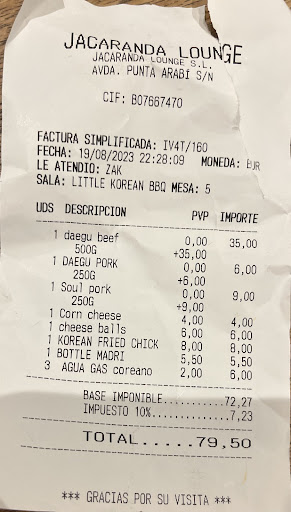 JACARANDA LOUNGE
JACARANDA LOUNGE S.L.
AVDA. PUNTA ARABÍ S/N
CIF: B07667470
FACTURA SIMPLIFICADA: IV4T/160
FECHA: 19/08/2023 22:28:09 MONEDA: EUR
LE ATENDIO: ZAK
SALA: LITTLE KOREAN BBQ MESA: 5
UDS DESCRIPCION PVP IMPORTE
1 daegu beef 0,00 35,00
500G +35,00
1 DAEGU PORK 0,00 6,00
250G +6,00
1 Soul pork 0,00 9,00
250G +9,00
1 Corn cheese 4,00 4,00
1 cheese balls 6,00 6,00
1 KOREAN FRIED CHICK 8,00 8,00
1 BOTTLE MADRI 5,50 5,50
3 AGUA GAS coreano 2,00 6,00
BASE IMPONIBLE...........72,27
IMPUESTO 10%.............7,23
TOTAL.....79,50
*** GRACIAS POR SU VISITA ***